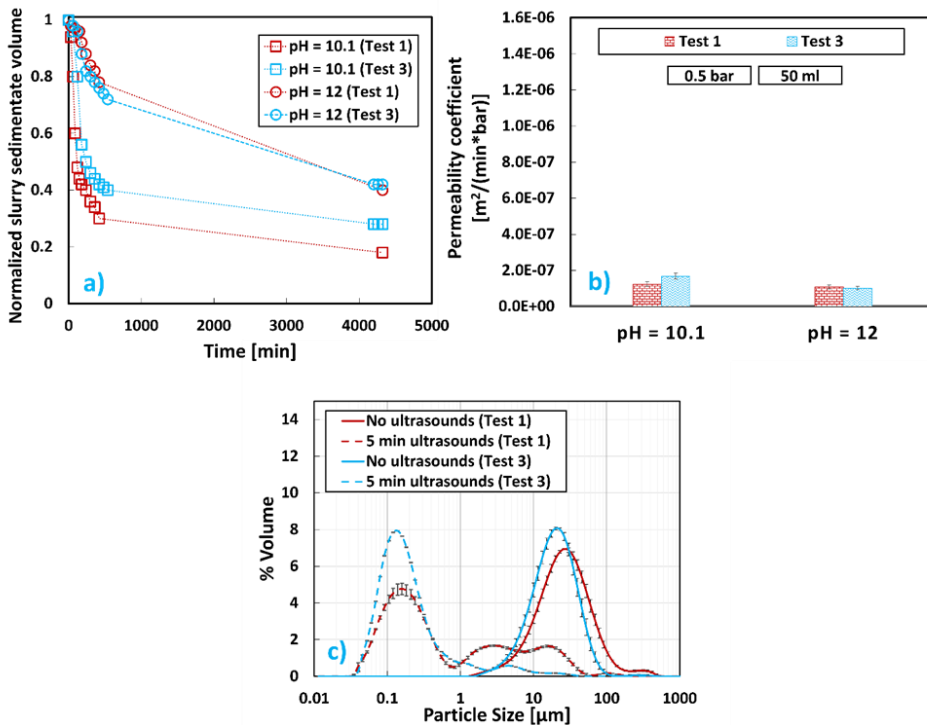 Normalized slurry sedimentate volume
1
0.8
0.6
0.4
0.2
0
pH = 10.1 (Test 1)
pH = 10.1 (Test 3)
pH = 12 (Test 1)
pH = 12 (Test 3)
a)
0 1000 2000 3000 4000 5000
Time [min]
Permeability coefficient
[m²/(min*bar)]
1.6E-06
1.4E-06
1.2E-06
1.0E-06
8.0E-07
6.0E-07
4.0E-07
2.0E-07
0.0E+00
Test 1 Test 3
0.5 bar 50 ml
b)
pH = 10.1 pH = 12
% Volume
14
12
10
8
6
4
2
0
No ultrasounds (Test 1)
5 min ultrasounds (Test 1)
No ultrasounds (Test 3)
5 min ultrasounds (Test 3)
c)
0.01 0.1 1 10 100 1000
Particle Size [µm]